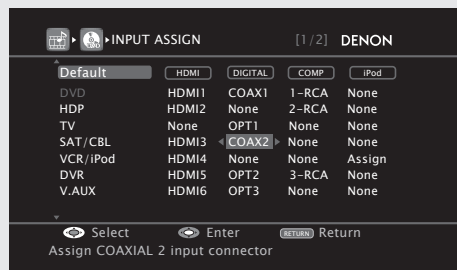 INPUT ASSIGN [1/2] DENON
Default HDMI DIGITAL COMP iPod
DVD HDMI1 COAX1 1-RCA None
HDP HDMI2 None 2-RCA None
TV None OPT1 None None
SAT/CBL HDMI3 COAX2 None None
VCR/iPod HDMI4 None None Assign
DVR HDMI5 OPT2 3-RCA None
V.AUX HDMI6 OPT3 None None
Select Enter RETURN Return
Assign COAXIAL 2 input connector